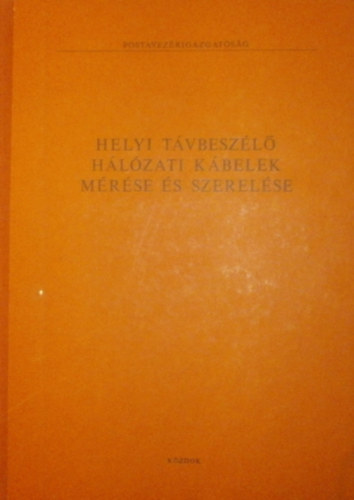 POSTAVEZÉRIGAZGATÓSÁG
HELYI TÁVBESZÉLŐ
HÁLÓZATI KÁBELEK
MÉRÉSE ÉS SZERELÉSE